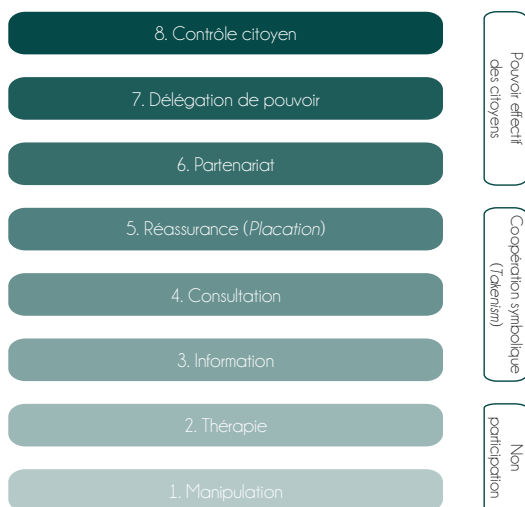 8. Contrôle citoyen
7. Délégation de pouvoir
6. Partenariat
5. Réassurance (Placation)
4. Consultation
3. Information
2. Thérapie
1. Manipulation
Pouvoir effectif
des citoyens
Coopération symbolique
(Takenism)
Non
participation